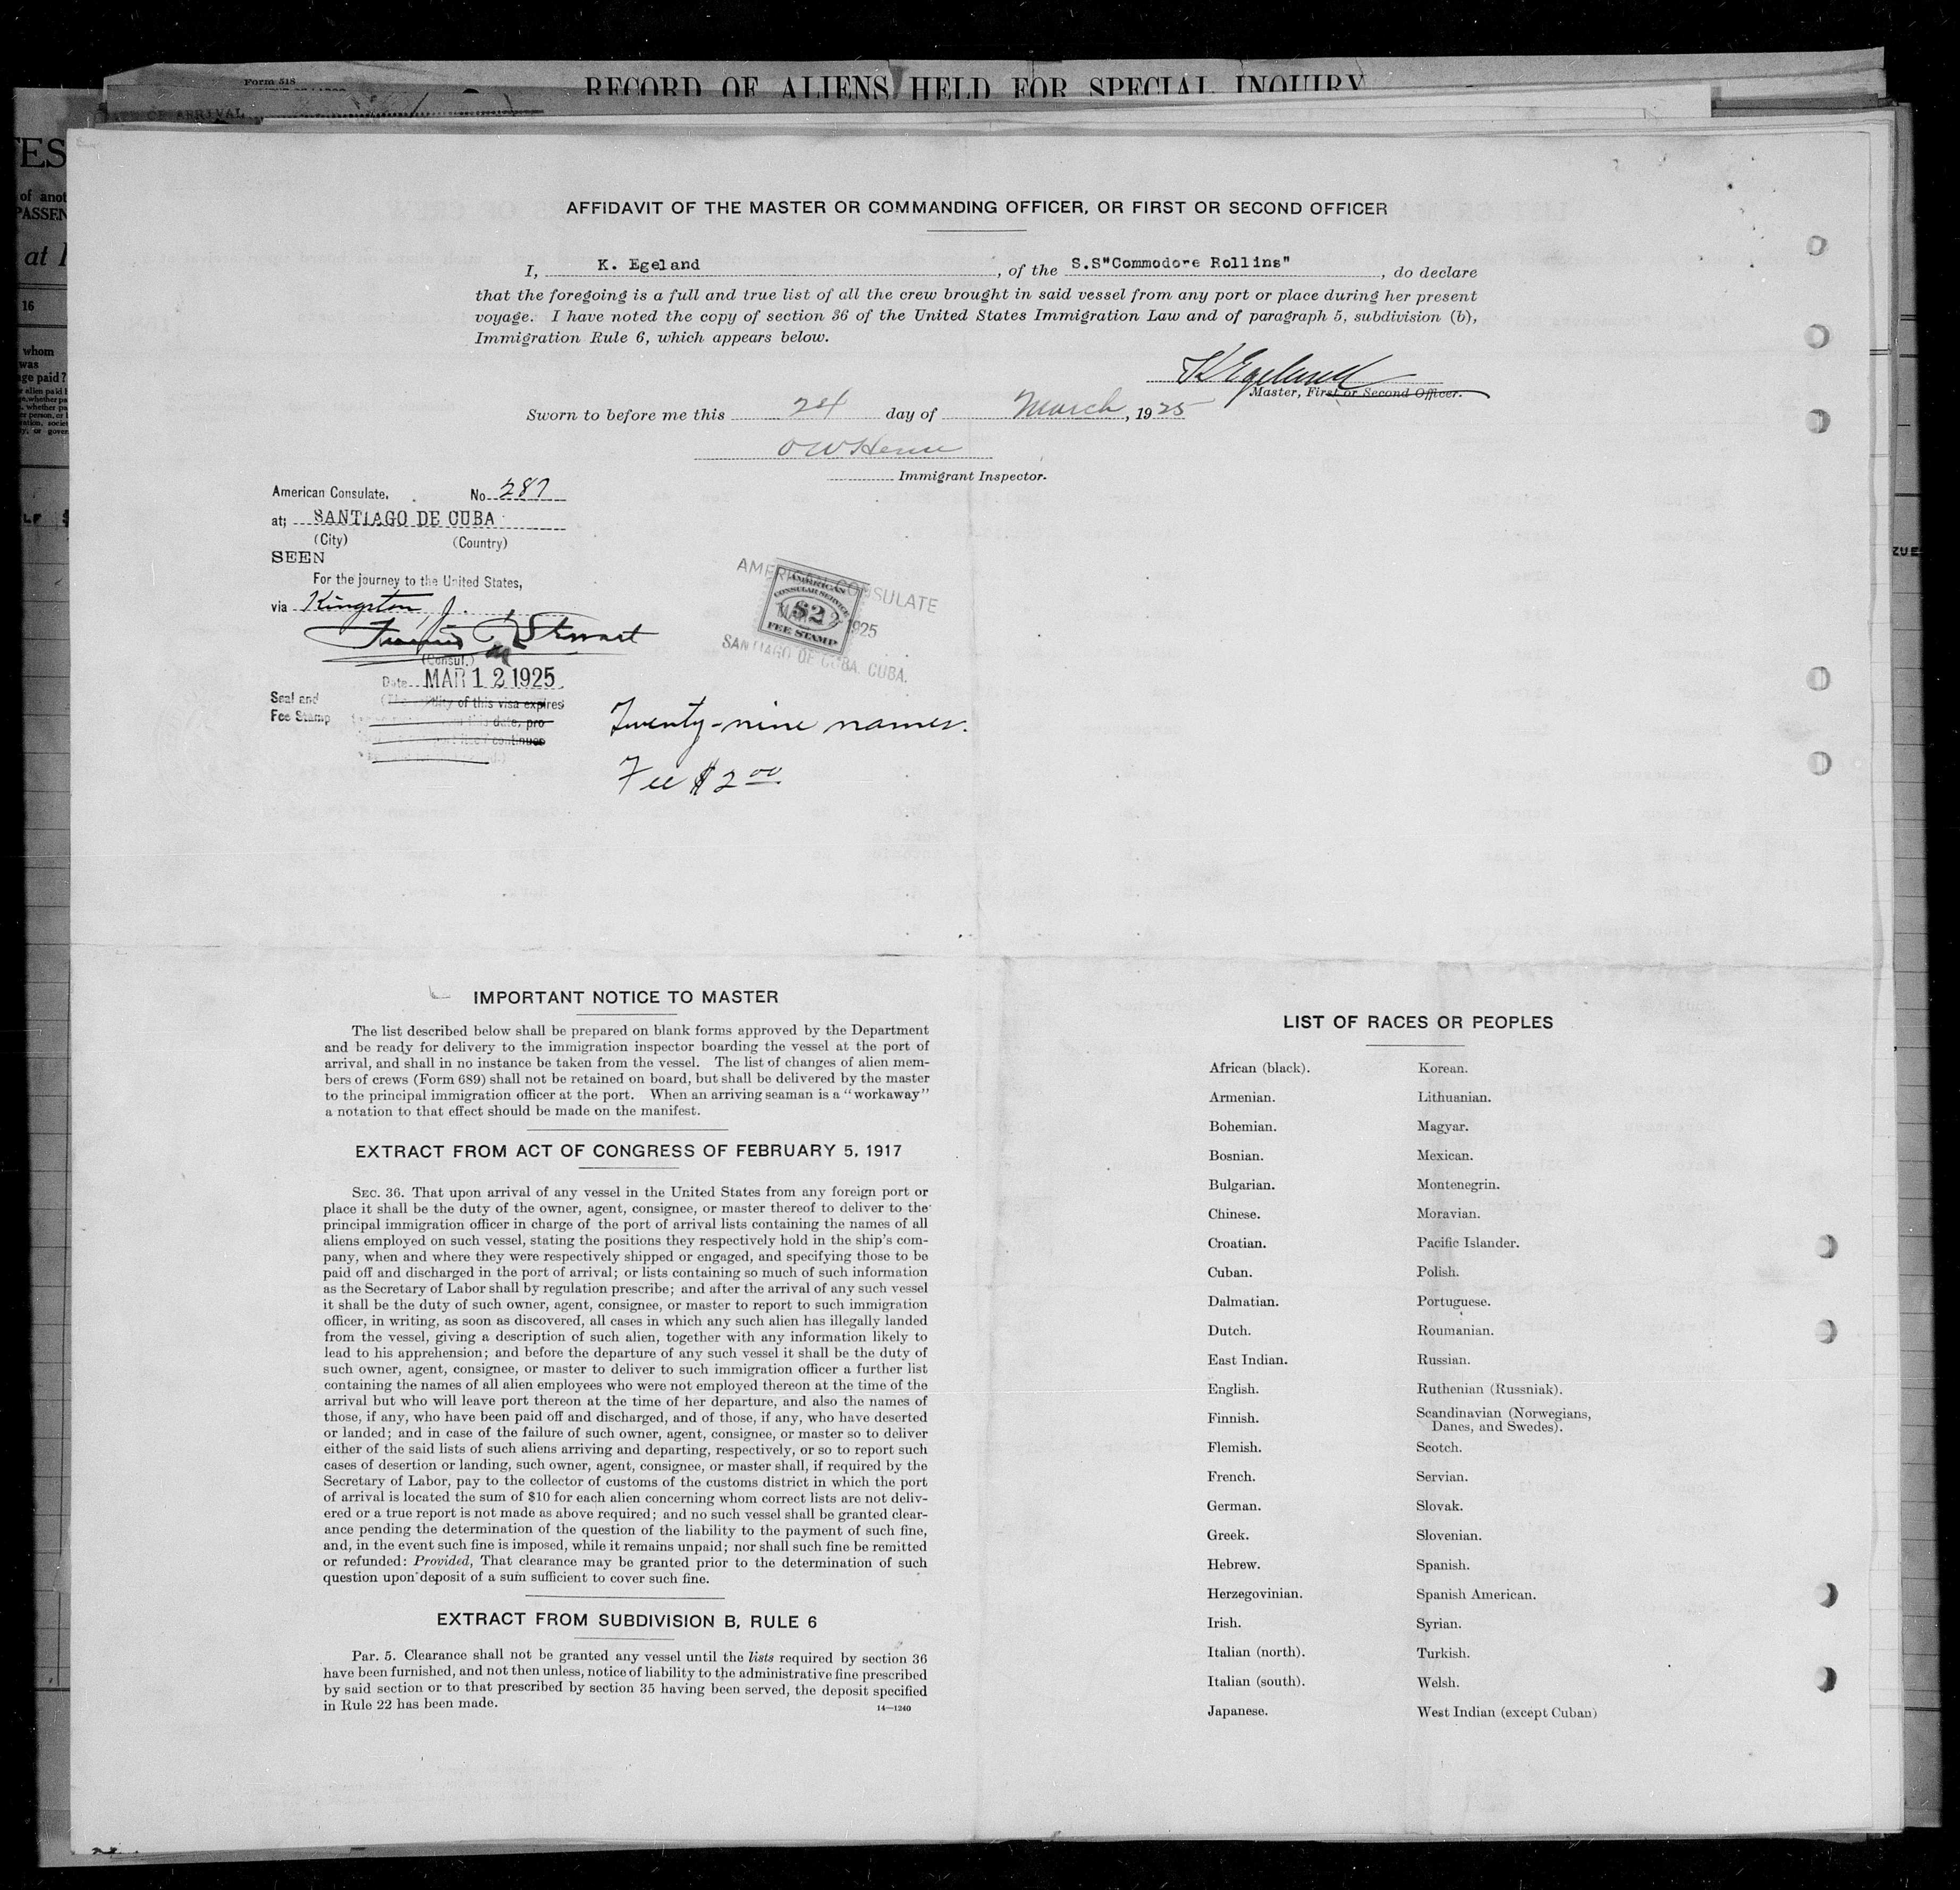 Form 518
RECORD OF ALIENS HELD FOR SPECIAL INQUIRY
OF ARRIVAL
of anot
PASSEN
at
16
whom
was
age paid?
AFFIDAVIT OF THE MASTER OR COMMANDING OFFICER, OR FIRST OR SECOND OFFICER
I, K. Egeland, of the S.S"Commodore Rollins", do declare
that the foregoing is a full and true list of all the crew brought in said vessel from any port or place during her present
voyage. I have noted the copy of section 36 of the United States Immigration Law and of paragraph 5, subdivision (b),
Immigration Rule 6, which appears below.
K Egeland
Master, First or Second Officer.
Sworn to before me this 24 day of March, 1925
Immigrant Inspector.
American Consulate. No 287
at; SANTIAGO DE CUBA
(City) (Country)
SEEN
For the journey to the United States,
via Kingston, J.
Stewart
(Consul.)
Date MAR 12 1925
Seal and
Fee Stamp
of this visa expires
this date, pro
continues
AMERICAN CONSULATE
AMERICAN
CONSULAR SERVICE
$2
FEE STAMP
MAR 12 1925
SANTIAGO DE CUBA, CUBA.
Twenty-nine names.
Fee $2 00
IMPORTANT NOTICE TO MASTER
The list described below shall be prepared on blank forms approved by the Department
and be ready for delivery to the immigration inspector boarding the vessel at the port of
arrival, and shall in no instance be taken from the vessel. The list of changes of alien mem-
bers of crews (Form 689) shall not be retained on board, but shall be delivered by the master
to the principal immigration officer at the port. When an arriving seaman is a "workaway"
a notation to that effect should be made on the manifest.
EXTRACT FROM ACT OF CONGRESS OF FEBRUARY 5, 1917
SEC. 36. That upon arrival of any vessel in the United States from any foreign port or
place it shall be the duty of the owner, agent, consignee, or master thereof to deliver to the
principal immigration officer in charge of the port of arrival lists containing the names of all
aliens employed on such vessel, stating the positions they respectively hold in the ship's com-
pany, when and where they were respectively shipped or engaged, and specifying those to be
paid off and discharged in the port of arrival; or lists containing so much of such information
as the Secretary of Labor shall by regulation prescribe; and after the arrival of any such vessel
it shall be the duty of such owner, agent, consignee, or master to report to such immigration
officer, in writing, as soon as discovered, all cases in which any such alien has illegally landed
from the vessel, giving a description of such alien, together with any information likely to
lead to his apprehension; and before the departure of any such vessel it shall be the duty of
such owner, agent, consignee, or master to deliver to such immigration officer a further list
containing the names of all alien employees who were not employed thereon at the time of the
arrival but who will leave port thereon at the time of her departure, and also the names of
those, if any, who have been paid off and discharged, and of those, if any, who have deserted
or landed; and in case of the failure of such owner, agent, consignee, or master so to deliver
either of the said lists of such aliens arriving and departing, respectively, or so to report such
cases of desertion or landing, such owner, agent, consignee, or master shall, if required by the
Secretary of Labor, pay to the collector of customs of the customs district in which the port
of arrival is located the sum of $10 for each alien concerning whom correct lists are not deliv-
ered or a true report is not made as above required; and no such vessel shall be granted clear-
ance pending the determination of the question of the liability to the payment of such fine,
and, in the event such fine is imposed, while it remains unpaid; nor shall such fine be remitted
or refunded: Provided, That clearance may be granted prior to the determination of such
question upon deposit of a sum sufficient to cover such fine.
EXTRACT FROM SUBDIVISION B, RULE 6
Par. 5. Clearance shall not be granted any vessel until the lists required by section 36
have been furnished, and not then unless, notice of liability to the administrative fine prescribed
by said section or to that prescribed by section 35 having been served, the deposit specified
in Rule 22 has been made.
14—1240
LIST OF RACES OR PEOPLES
African (black). Korean.
Armenian. Lithuanian.
Bohemian. Magyar.
Bosnian. Mexican.
Bulgarian. Montenegrin.
Chinese. Moravian.
Croatian. Pacific Islander.
Cuban. Polish.
Dalmatian. Portuguese.
Dutch. Roumanian.
East Indian. Russian.
English. Ruthenian (Russniak).
Finnish. Scandinavian (Norwegians,
Danes, and Swedes).
Flemish. Scotch.
French. Servian.
German. Slovak.
Greek. Slovenian.
Hebrew. Spanish.
Herzegovinian. Spanish American.
Irish. Syrian.
Italian (north). Turkish.
Italian (south). Welsh.
Japanese. West Indian (except Cuban)